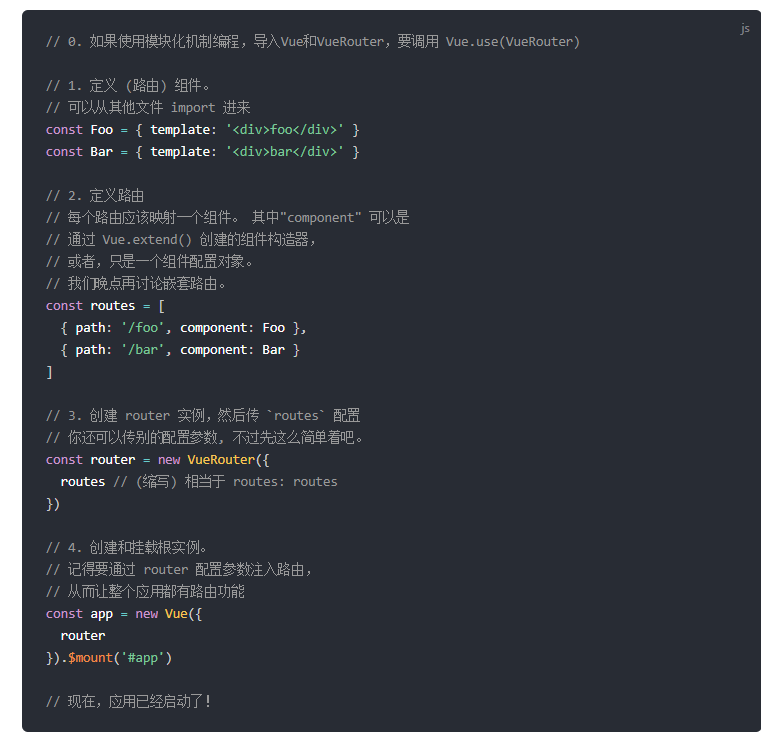 js
// 0. 如果使用模块化机制编程，导入Vue和VueRouter，要调用 Vue.use(VueRouter)
// 1. 定义 (路由) 组件。
// 可以从其他文件 import 进来
const Foo = { template: '<div>foo</div>' }
const Bar = { template: '<div>bar</div>' }
// 2. 定义路由
// 每个路由应该映射一个组件。 其中"component" 可以是
// 通过 Vue.extend() 创建的组件构造器，
// 或者，只是一个组件配置对象。
// 我们晚点再讨论嵌套路由。
const routes = [
  { path: '/foo', component: Foo },
  { path: '/bar', component: Bar }
]
// 3. 创建 router 实例，然后传 `routes` 配置
// 你还可以传别的配置参数, 不过先这么简单着吧。
const router = new VueRouter({
  routes // (缩写) 相当于 routes: routes
})
// 4. 创建和挂载根实例。
// 记得要通过 router 配置参数注入路由，
// 从而让整个应用都有路由功能
const app = new Vue({
  router
}).$mount('#app')
// 现在，应用已经启动了！